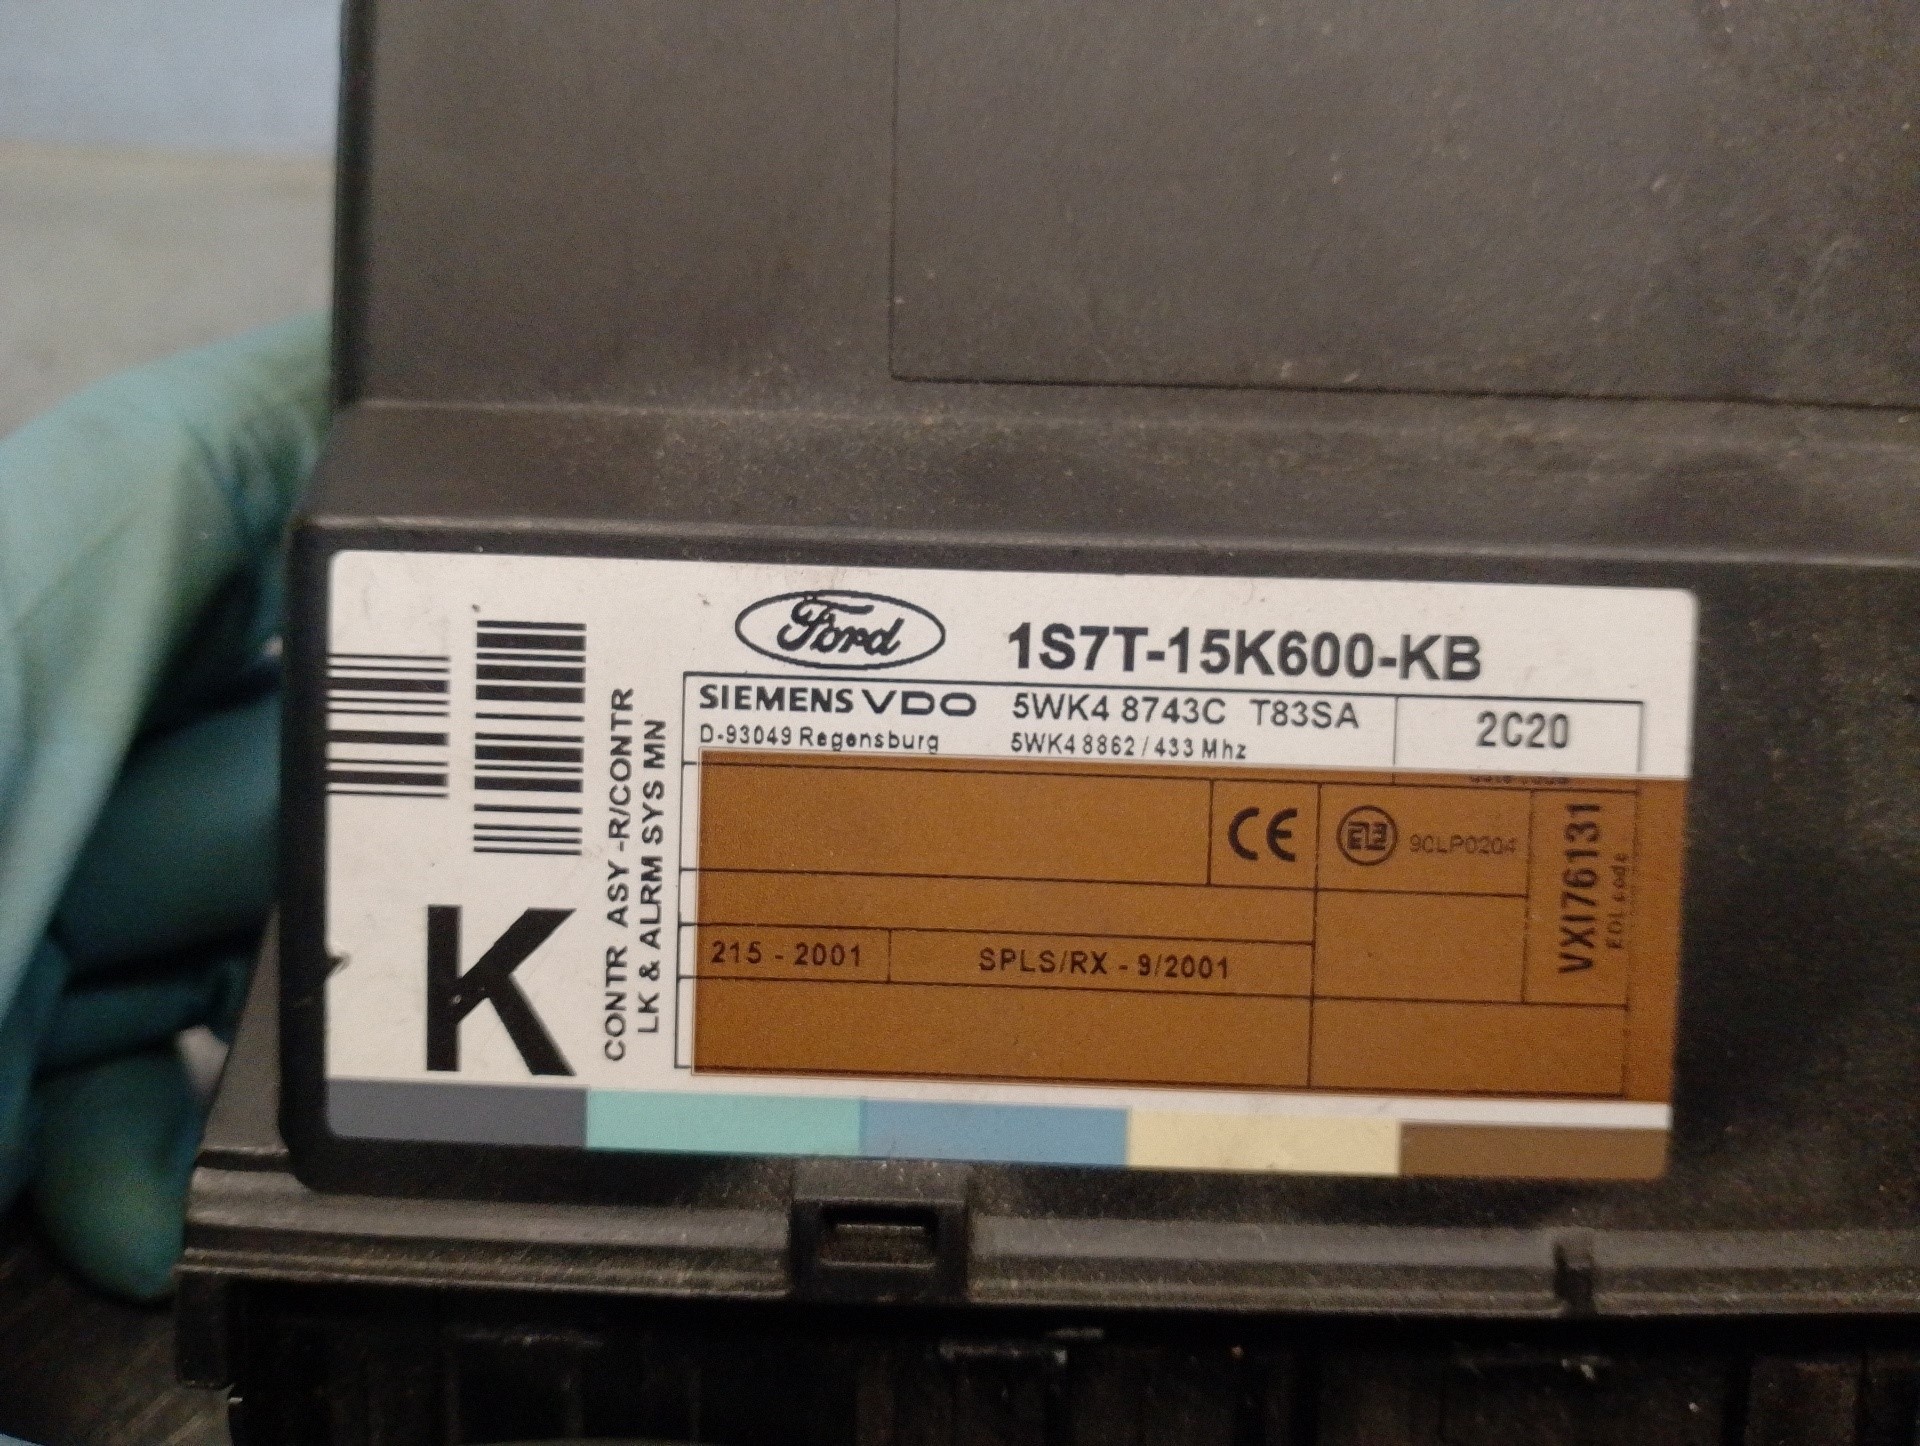 Ford
1S7T-15K600-KB
SIEMENS VDO 5WK4 8743C T83SA 2C20
D-93049 Regensburg 5WK4 8862 / 433 Mhz
CE
9CLP0204
VXI76131
EOL code
215 - 2001
SPLS/RX - 9/2001
K
CONTR ASY -R/CONTR
LK & ALRM SYS MN